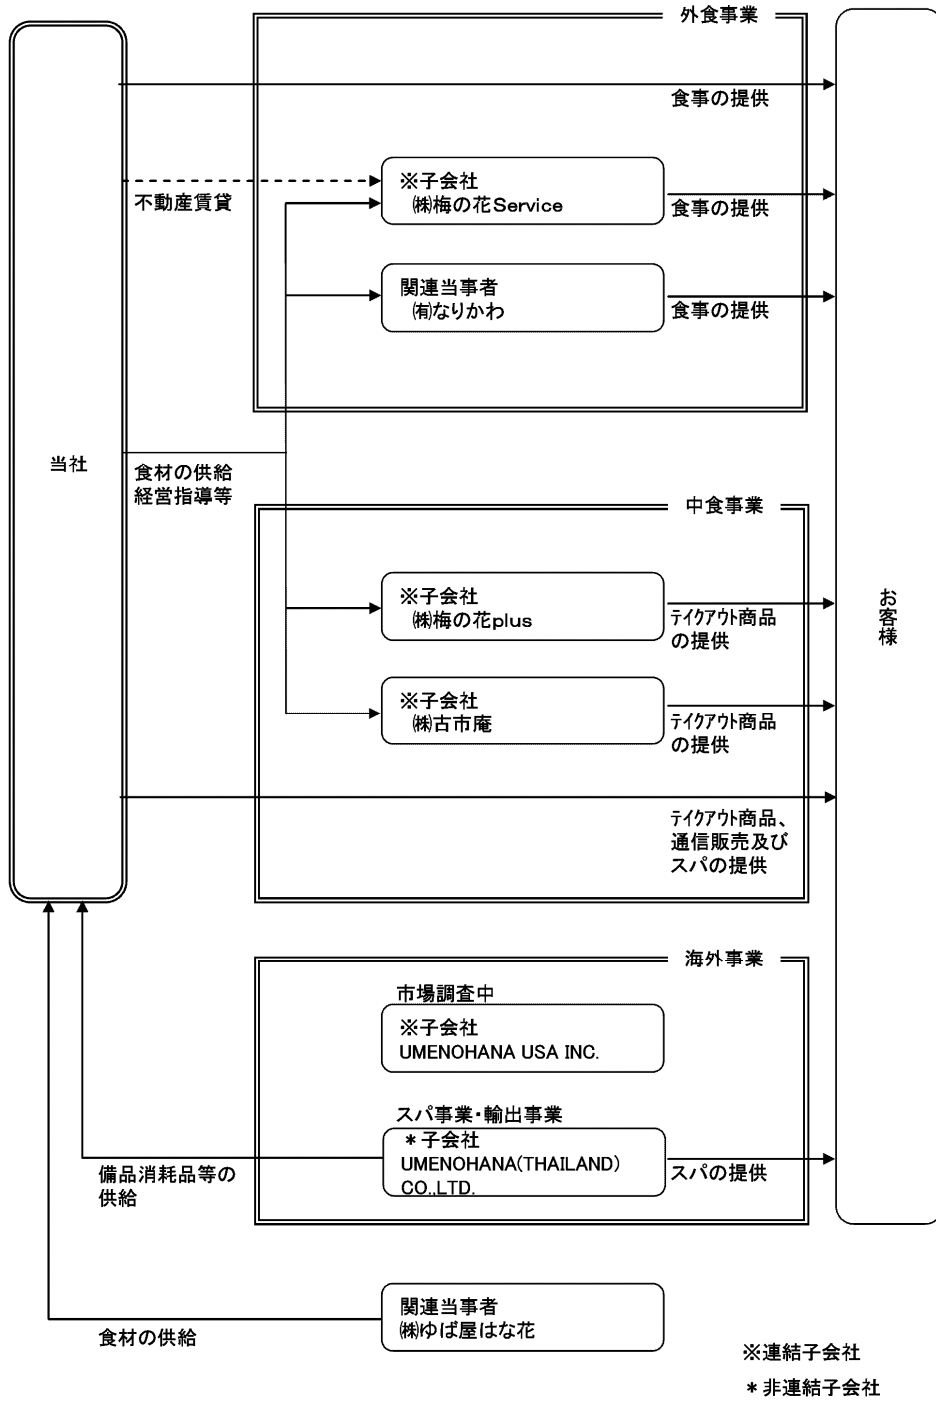 外食事業
食事の提供
不動産賃貸
※子会社
㈱梅の花Service
食事の提供
関連当事者
㈲なりかわ
食事の提供
当社
食材の供給
経営指導等
中食事業
※子会社
㈱梅の花plus
ﾃｲｸｱｳﾄ商品
の提供
お客様
※子会社
㈱古市庵
ﾃｲｸｱｳﾄ商品
の提供
ﾃｲｸｱｳﾄ商品、
通信販売及び
スパの提供
海外事業
市場調査中
※子会社
UMENOHANA USA INC.
スパ事業・輸出事業
＊子会社
UMENOHANA(THAILAND)
CO.,LTD.
スパの提供
備品消耗品等の
供給
関連当事者
㈱ゆば屋はな花
食材の供給
※連結子会社
＊非連結子会社